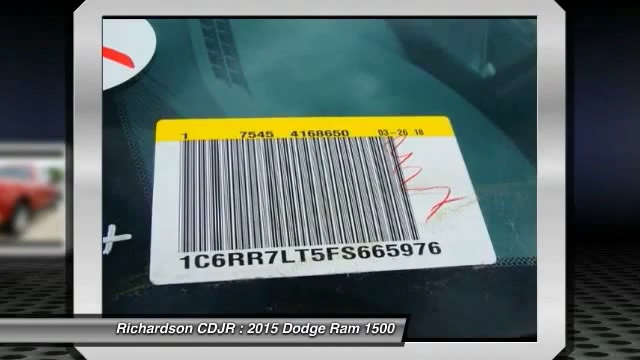 1 7545 4168650 03-26 18
1C6RR7LT5FS665976
Richardson CDJR : 2015 Dodge Ram 1500